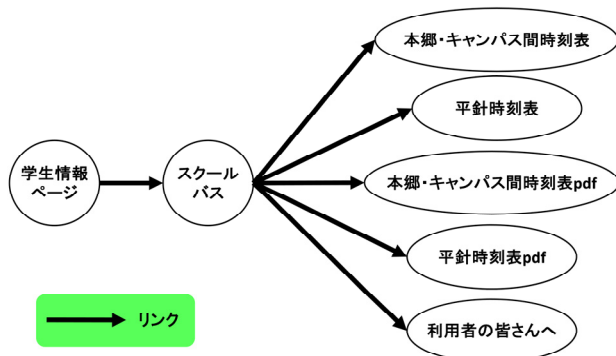 本郷・キャンパス間時刻表
平針時刻表
学生情報
ページ
スクール
バス
本郷・キャンパス間時刻表pdf
平針時刻表pdf
利用者の皆さんへ
リンク